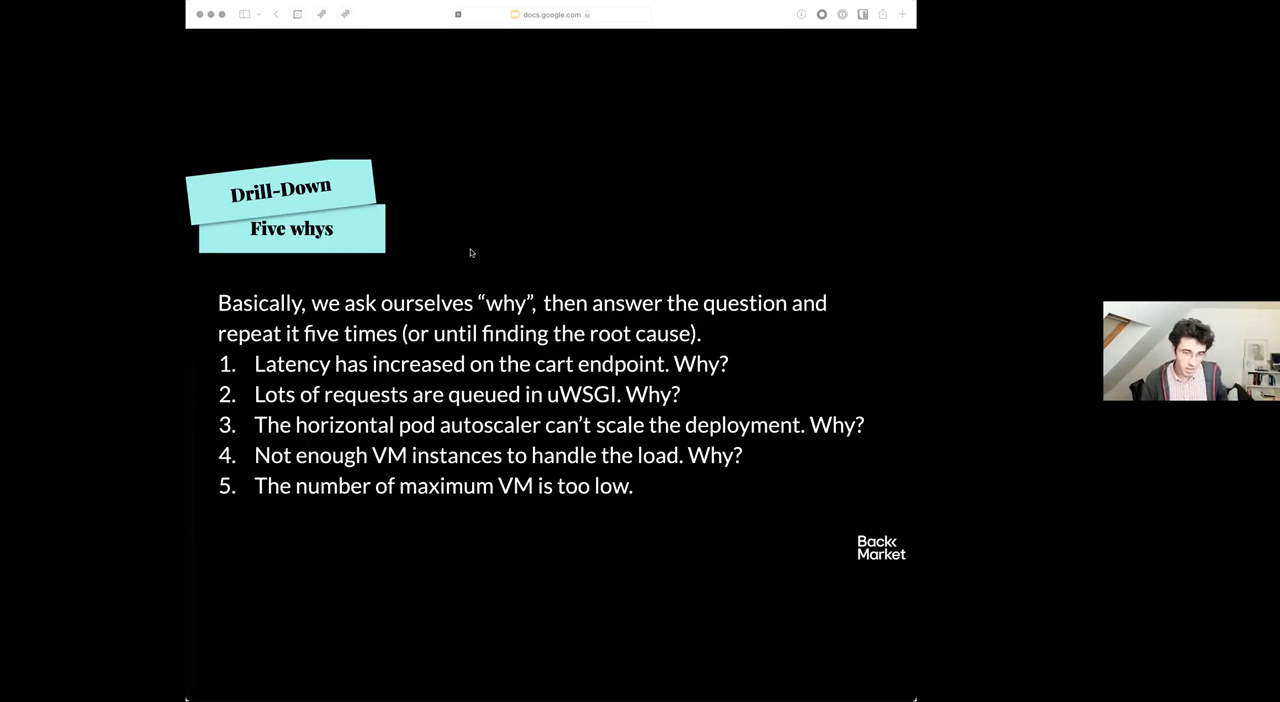 docs.google.com
Drill-Down
Five whys
Basically, we ask ourselves “why”, then answer the question and
repeat it five times (or until finding the root cause).
1. Latency has increased on the cart endpoint. Why?
2. Lots of requests are queued in uWSGI. Why?
3. The horizontal pod autoscaler can’t scale the deployment. Why?
4. Not enough VM instances to handle the load. Why?
5. The number of maximum VM is too low.
Back
Market